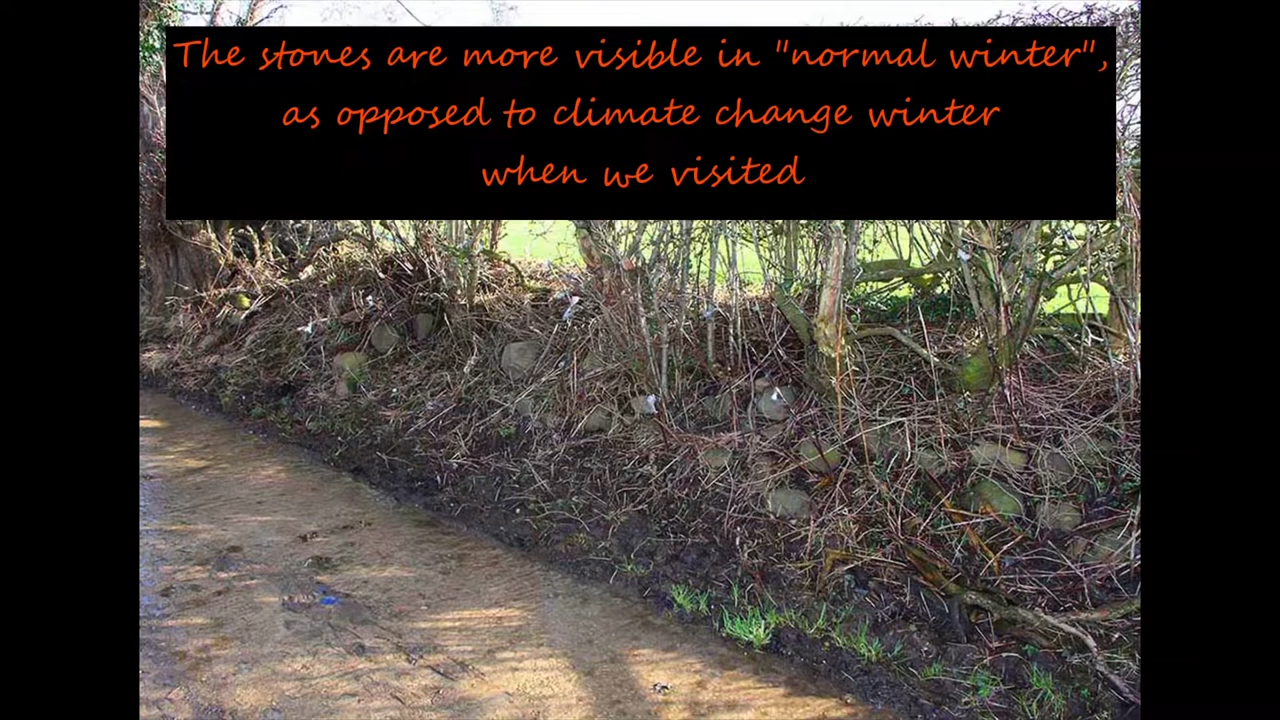 The stones are more visible in "normal winter",
as opposed to climate change winter
when we visited